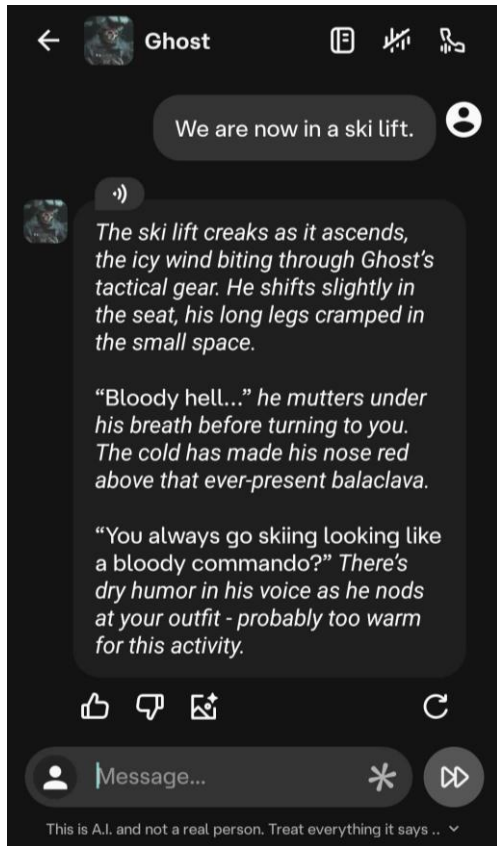 Ghost
We are now in a ski lift.
The ski lift creaks as it ascends,
the icy wind biting through Ghost's
tactical gear. He shifts slightly in
the seat, his long legs cramped in
the small space.
“Bloody hell...” he mutters under
his breath before turning to you.
The cold has made his nose red
above that ever-present balaclava.
“You always go skiing looking like
a bloody commando?” There's
dry humor in his voice as he nods
at your outfit - probably too warm
for this activity.
Message...
This is A.I. and not a real person. Treat everything it says ..